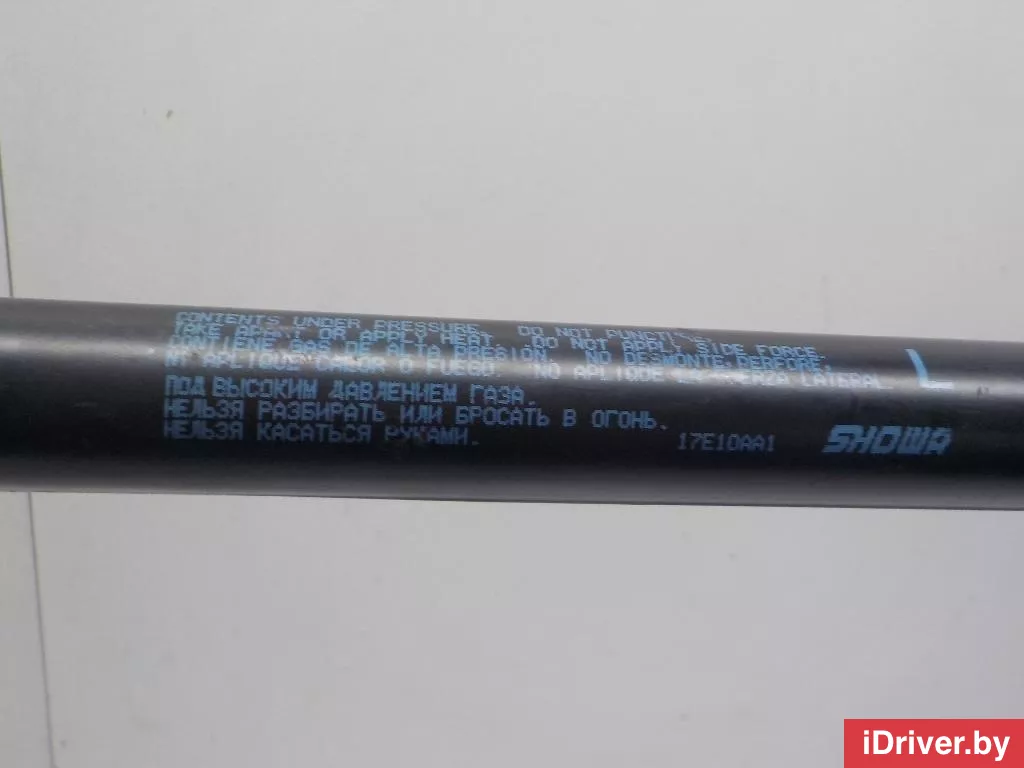 CONTENTS UNDER PRESSURE. DO NOT
TAKE APART OR APPLY HEAT. DO NOT APPLY SIDE FORCE.
CONTIENE GAS DE ALTA PRESION. NO DESMONTE, PERFORE,
NI APLIQUE CALOR O FUEGO. NO APLIQUE LATERAL.
L
ПОД ВЫСОКИМ ДАВЛЕНИЕМ ГАЗА.
НЕЛЬЗЯ РАЗБИРАТЬ ИЛИ БРОСАТЬ В ОГОНЬ.
НЕЛЬЗЯ КАСАТЬСЯ РУКАМИ.
17E10AA1 SHOWA
iDriver.by